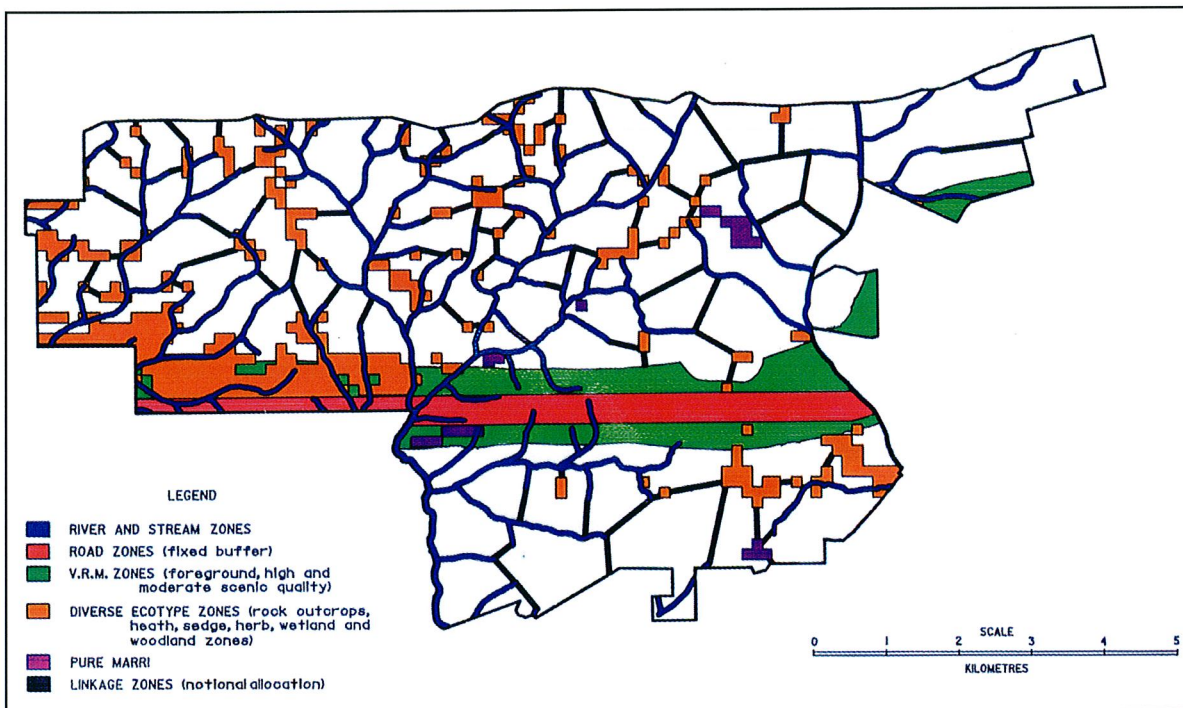 LEGEND
RIVER AND STREAM ZONES
ROAD ZONES (fixed buffer)
V.R.M. ZONES (foreground, high and
moderate scenic quality)
DIVERSE ECOTYPE ZONES (rock outcrops,
heath, sedge, herb, wetland and
woodland zones)
PURE MARRI
LINKAGE ZONES (notional allocation)
SCALE
0 1 2 3 4 5
KILOMETRES